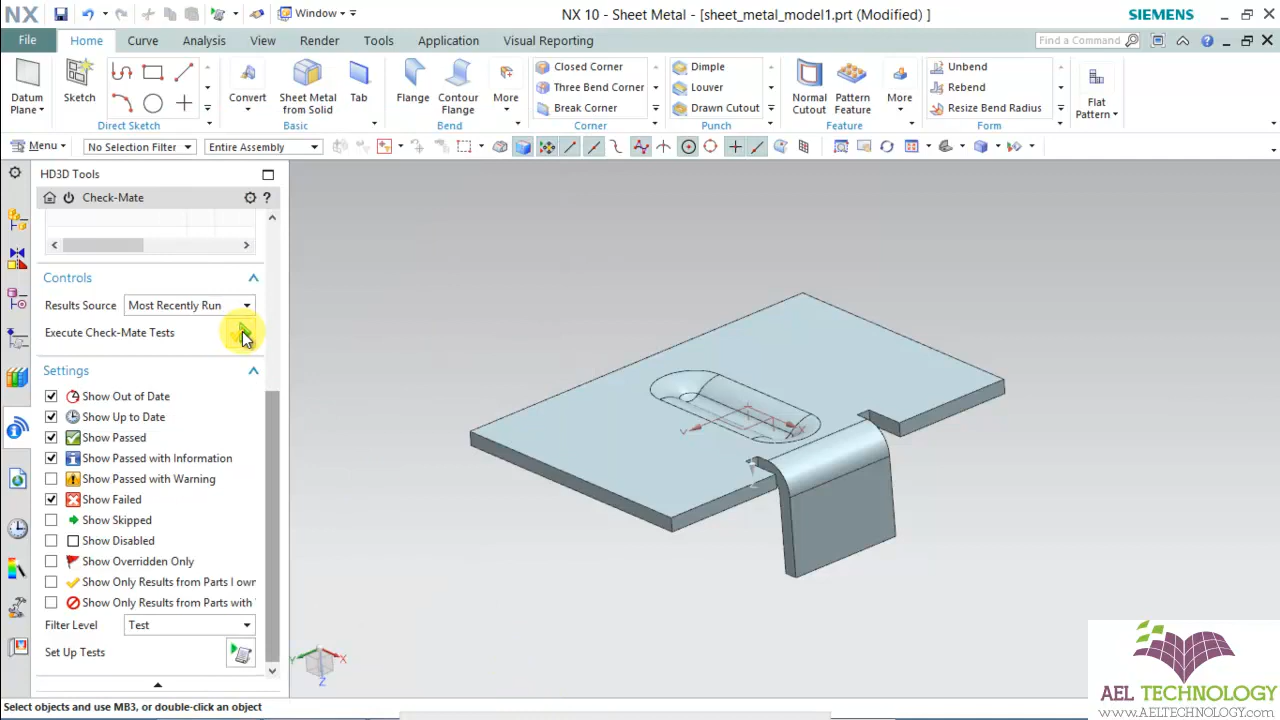 NX
Window
NX 10 - Sheet Metal - [sheet_metal_model1.prt (Modified) ]
SIEMENS
File
Home
Curve
Analysis
View
Render
Tools
Application
Visual Reporting
Find a Command
Datum
Plane
Sketch
Direct Sketch
Convert
Sheet Metal
from Solid
Tab
Basic
Flange
Contour
Flange
More
Bend
Closed Corner
Three Bend Corner
Break Corner
Corner
Dimple
Louver
Drawn Cutout
Punch
Normal
Cutout
Pattern
Feature
More
Feature
Unbend
Rebend
Resize Bend Radius
Form
Flat
Pattern
Menu
No Selection Filter
Entire Assembly
HD3D Tools
Check-Mate
Controls
Results Source
Most Recently Run
Execute Check-Mate Tests
Settings
Show Out of Date
Show Up to Date
Show Passed
Show Passed with Information
Show Passed with Warning
Show Failed
Show Skipped
Show Disabled
Show Overridden Only
Show Only Results from Parts I own
Show Only Results from Parts with
Filter Level
Test
Set Up Tests
Y
X
Z
Select objects and use MB3, or double-click an object
AEL TECHNOLOGY
www.AELTECHNOLOGY.com